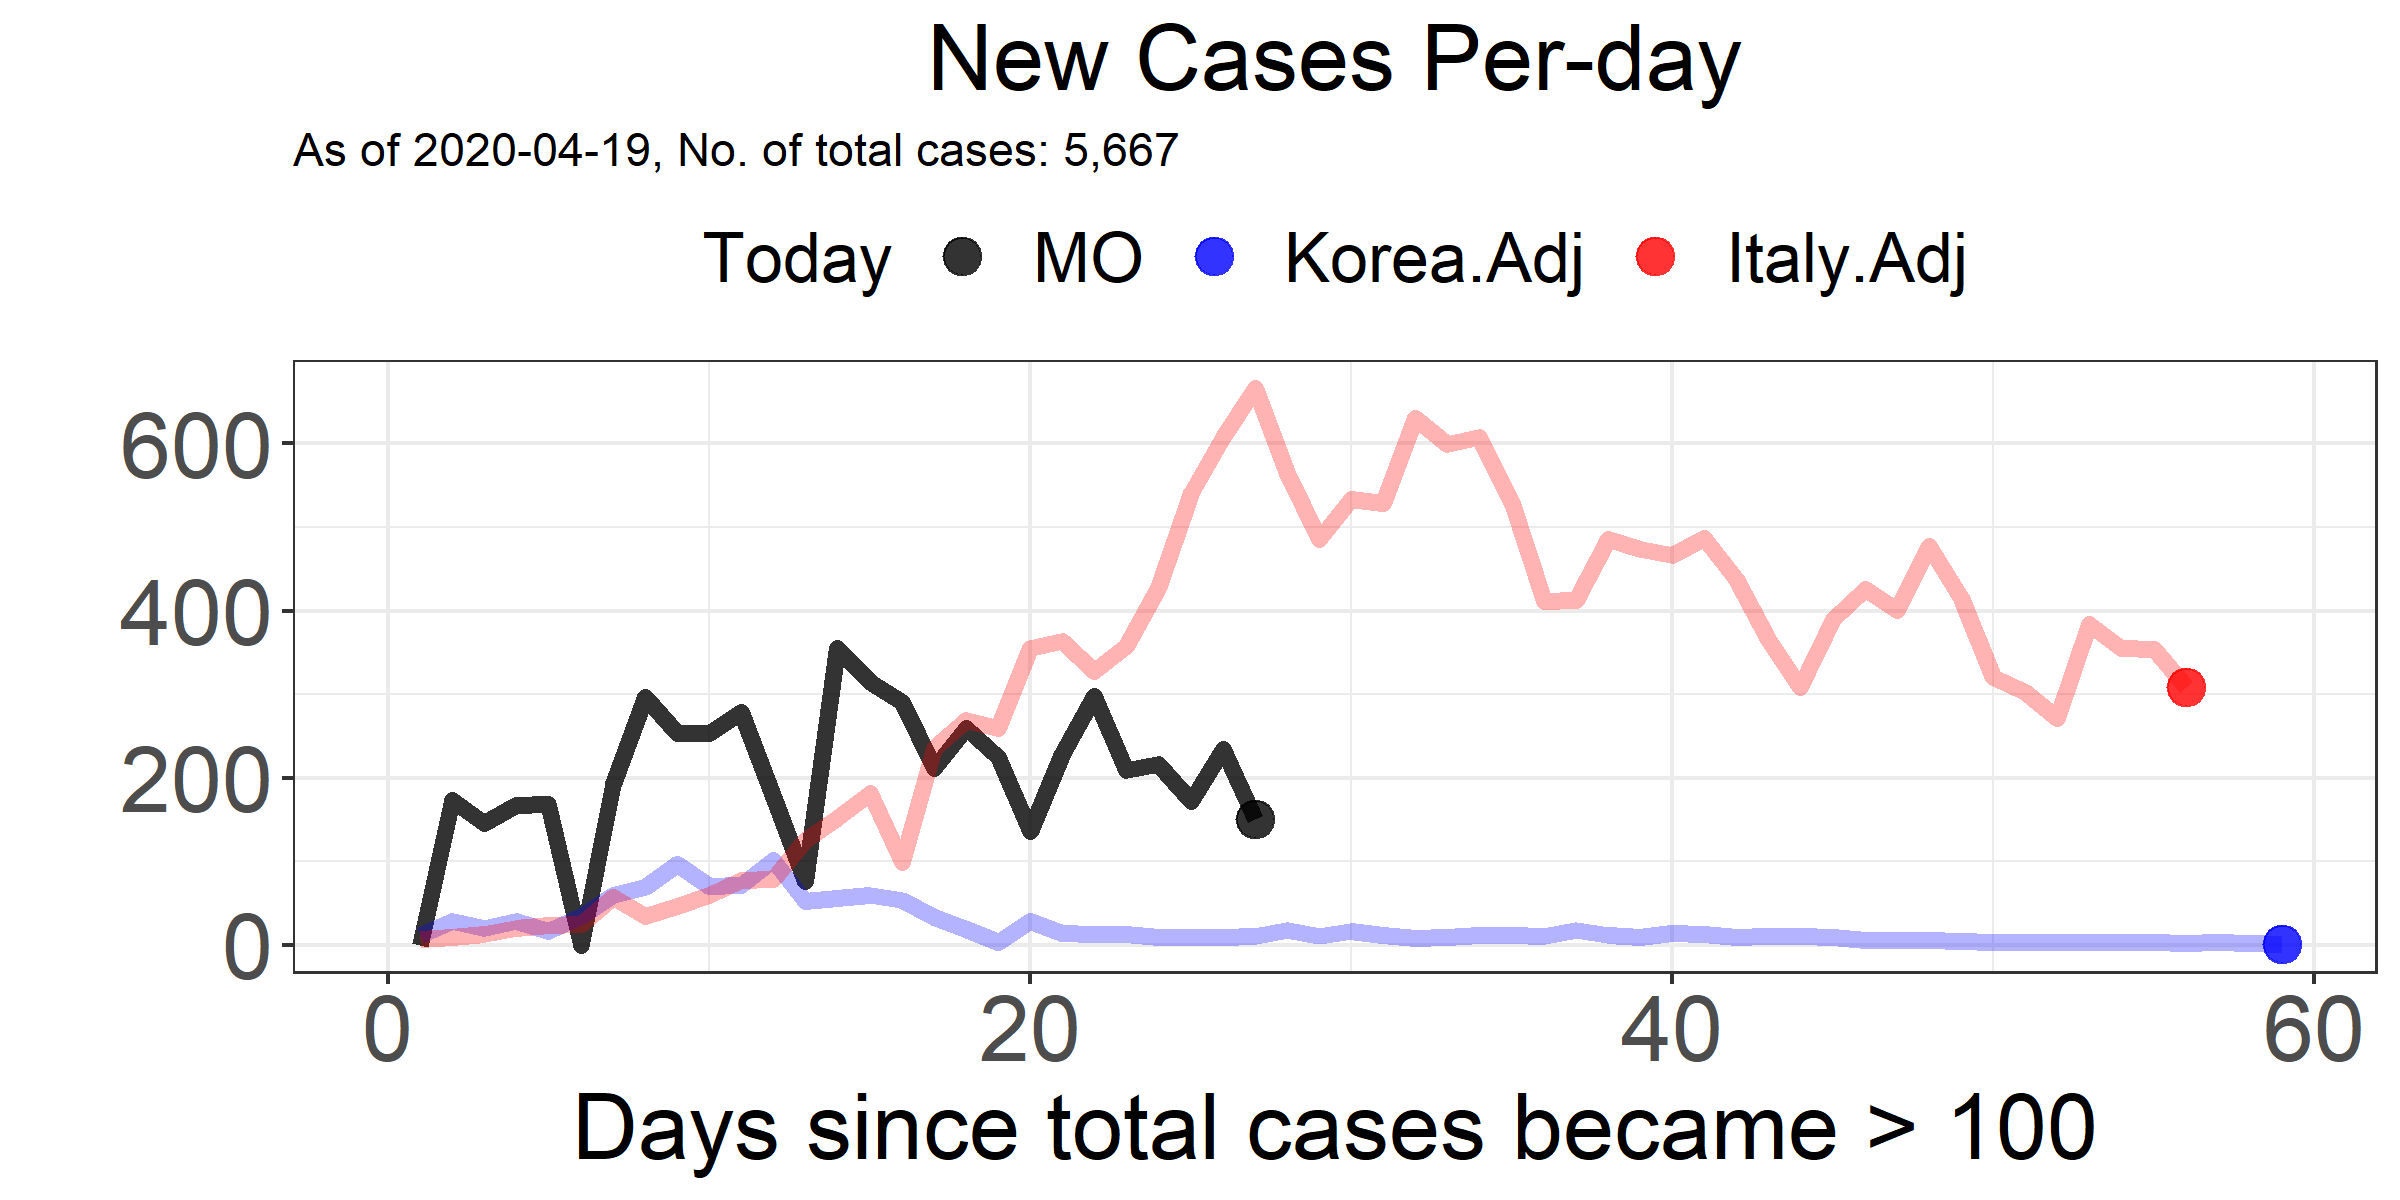 New Cases Per-day
As of 2020-04-19, No. of total cases: 5,667
Today MO Korea.Adj Italy.Adj
600
400
200
0
0 20 40 60
Days since total cases became > 100